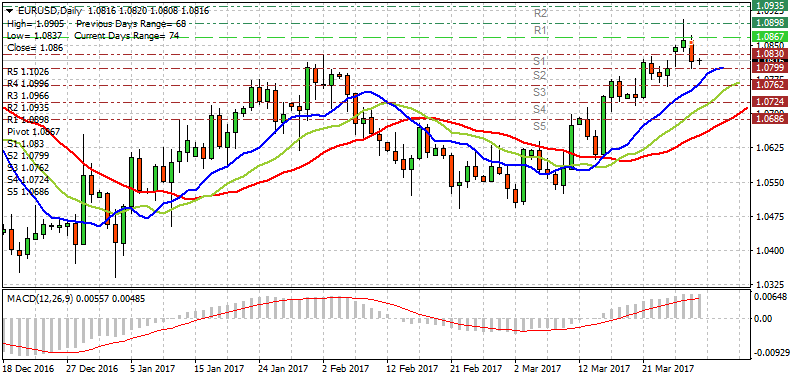 EURUSD,Daily 1.0816 1.0820 1.0808 1.0816
High= 1.0905 Previous Days Range= 68
Low= 1.0837 Current Days Range= 74
Close= 1.086
R5 1.1026
R4 1.0996
R3 1.0966
R2 1.0935
R1 1.0898
Pivot 1.0867
S1 1.083
S2 1.0799
S3 1.0762
S4 1.0724
S5 1.0686
R2
R1
S1
S2
S3
S4
S5
1.0935
1.0898
1.0867
1.0830
1.0799
1.0762
1.0724
1.0686
1.0625
1.0550
1.0475
1.0400
1.0325
MACD(12,26,9) 0.00557 0.00485
0.00648
0.00
-0.00929
18 Dec 2016 27 Dec 2016 5 Jan 2017 15 Jan 2017 24 Jan 2017 2 Feb 2017 12 Feb 2017 21 Feb 2017 2 Mar 2017 12 Mar 2017 21 Mar 2017